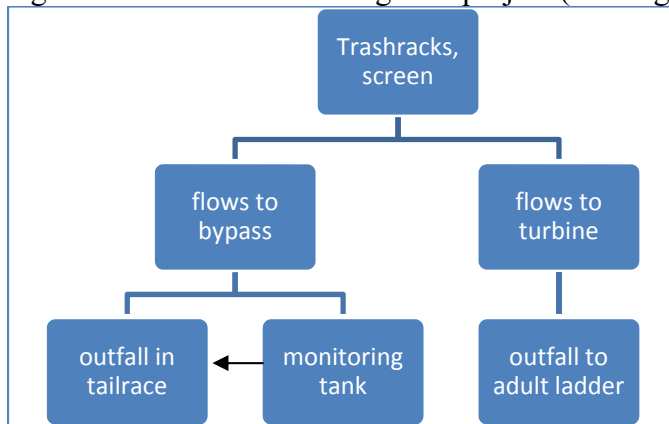 Trashracks,
screen
flows to
bypass
flows to
turbine
outfall in
tailrace
monitoring
tank
outfall to
adult ladder